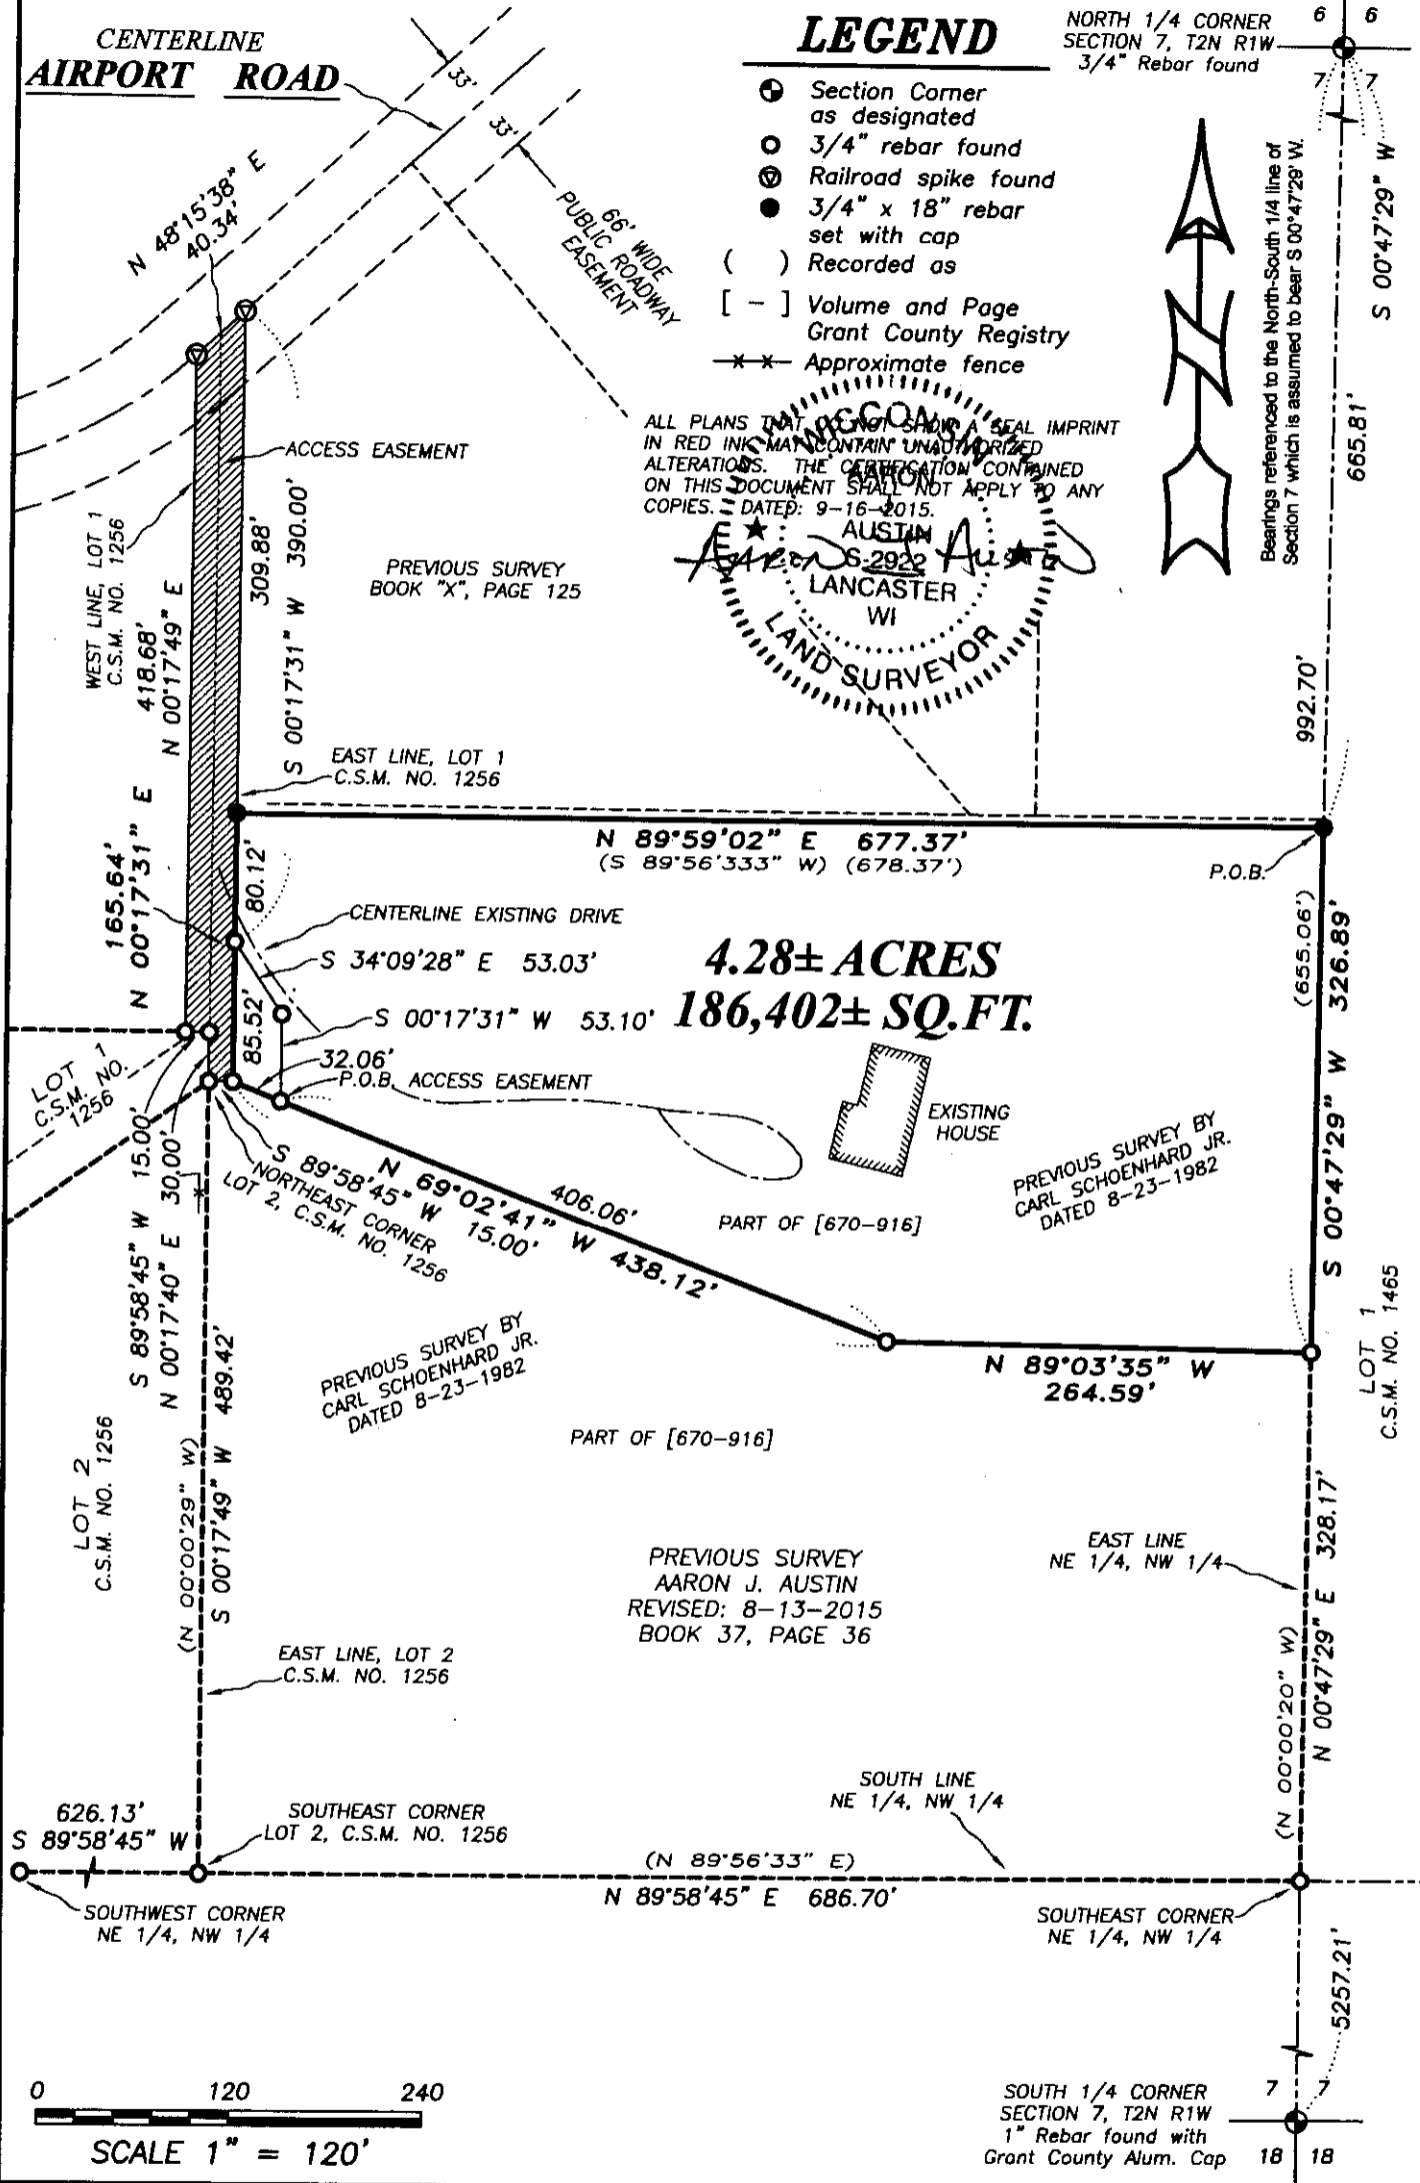 CENTERLINE
AIRPORT ROAD
33'
33'
66' WIDE
PUBLIC ROADWAY
EASEMENT
N 48°15'38" E
40.34'
LEGEND
Section Corner
as designated
3/4" rebar found
Railroad spike found
3/4" x 18" rebar
set with cap
( ) Recorded as
[ - ] Volume and Page
Grant County Registry
Approximate fence
NORTH 1/4 CORNER
SECTION 7, T2N R1W
3/4" Rebar found
6 6
7 7
S 00°47'29" W
665.81'
992.70'
Bearings referenced to the North-South 1/4 line of
Section 7 which is assumed to bear S 00°47'29" W.
ALL PLANS THAT DO NOT SHOW A SEAL IMPRINT
IN RED INK MAY CONTAIN UNAUTHORIZED
ALTERATIONS. THE CERTIFICATION CONTAINED
ON THIS DOCUMENT SHALL NOT APPLY TO ANY
COPIES. DATED: 9-16-2015.
WISCONSIN
AARON
J.
AUSTIN
S-2922
LANCASTER
WI
LAND SURVEYOR
Aaron J Austin
ACCESS EASEMENT
WEST LINE, LOT 1
C.S.M. NO. 1256
418.68'
N 00°17'49" E
309.88'
S 00°17'31" W 390.00'
PREVIOUS SURVEY
BOOK "X", PAGE 125
EAST LINE, LOT 1
C.S.M. NO. 1256
165.64'
N 00°17'31" E
80.12'
N 89°59'02" E 677.37'
(S 89°56'333" W) (678.37')
P.O.B.
CENTERLINE EXISTING DRIVE
S 34°09'28" E 53.03'
S 00°17'31" W 53.10'
85.52'
32.06'
P.O.B. ACCESS EASEMENT
4.28± ACRES
186,402± SQ.FT.
(655.06')
S 00°47'29" W 326.89'
EXISTING
HOUSE
LOT 1
C.S.M. NO.
1256
S 89°58'45" W 15.00'
N 00°17'40" E 30.00'
S 89°58'45" W 15.00'
NORTHEAST CORNER
LOT 2, C.S.M. NO. 1256
N 69°02'41" W 438.12'
406.06'
PREVIOUS SURVEY BY
CARL SCHOENHARD JR.
DATED 8-23-1982
PART OF [670-916]
N 89°03'35" W
264.59'
LOT 1
C.S.M. NO. 1465
PREVIOUS SURVEY BY
CARL SCHOENHARD JR.
DATED 8-23-1982
PART OF [670-916]
LOT 2
C.S.M. NO. 1256
(N 00°00'29" W)
S 00°17'49" W 489.42'
PREVIOUS SURVEY
AARON J. AUSTIN
REVISED: 8-13-2015
BOOK 37, PAGE 36
EAST LINE
NE 1/4, NW 1/4
N 00°47'29" E 328.17'
(N 00°00'20" W)
EAST LINE, LOT 2
C.S.M. NO. 1256
SOUTH LINE
NE 1/4, NW 1/4
626.13'
S 89°58'45" W
SOUTHEAST CORNER
LOT 2, C.S.M. NO. 1256
(N 89°56'33" E)
N 89°58'45" E 686.70'
SOUTHWEST CORNER
NE 1/4, NW 1/4
SOUTHEAST CORNER
NE 1/4, NW 1/4
5257.21'
0 120 240
SCALE 1" = 120'
SOUTH 1/4 CORNER
SECTION 7, T2N R1W
1" Rebar found with
Grant County Alum. Cap
7 7
18 18